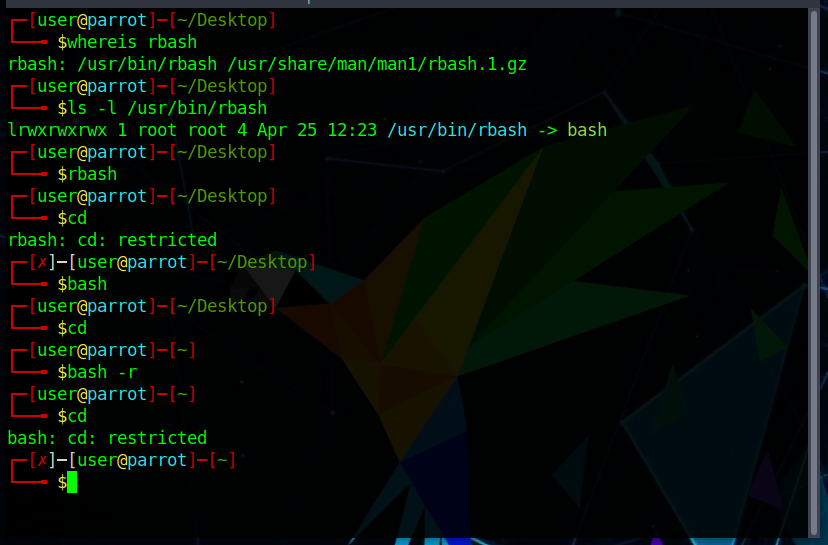 ┌─[user@parrot]─[~/Desktop]
└──╼ $whereis rbash
rbash: /usr/bin/rbash /usr/share/man/man1/rbash.1.gz
┌─[user@parrot]─[~/Desktop]
└──╼ $ls -l /usr/bin/rbash
lrwxrwxrwx 1 root root 4 Apr 25 12:23 /usr/bin/rbash -> bash
┌─[user@parrot]─[~/Desktop]
└──╼ $rbash
┌─[user@parrot]─[~/Desktop]
└──╼ $cd
rbash: cd: restricted
┌─[✗]─[user@parrot]─[~/Desktop]
└──╼ $bash
┌─[user@parrot]─[~/Desktop]
└──╼ $cd
┌─[user@parrot]─[~]
└──╼ $bash -r
┌─[user@parrot]─[~]
└──╼ $cd
bash: cd: restricted
┌─[✗]─[user@parrot]─[~]
└──╼ $